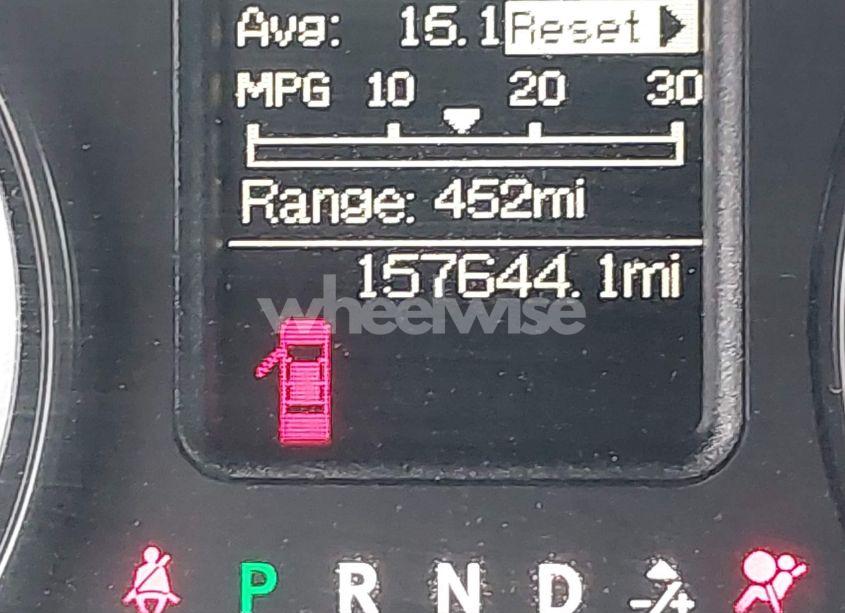 Avg: 15.1 Reset
MPG 10 20 30
Range: 452mi
157644.1mi
wheelwise
P R N D